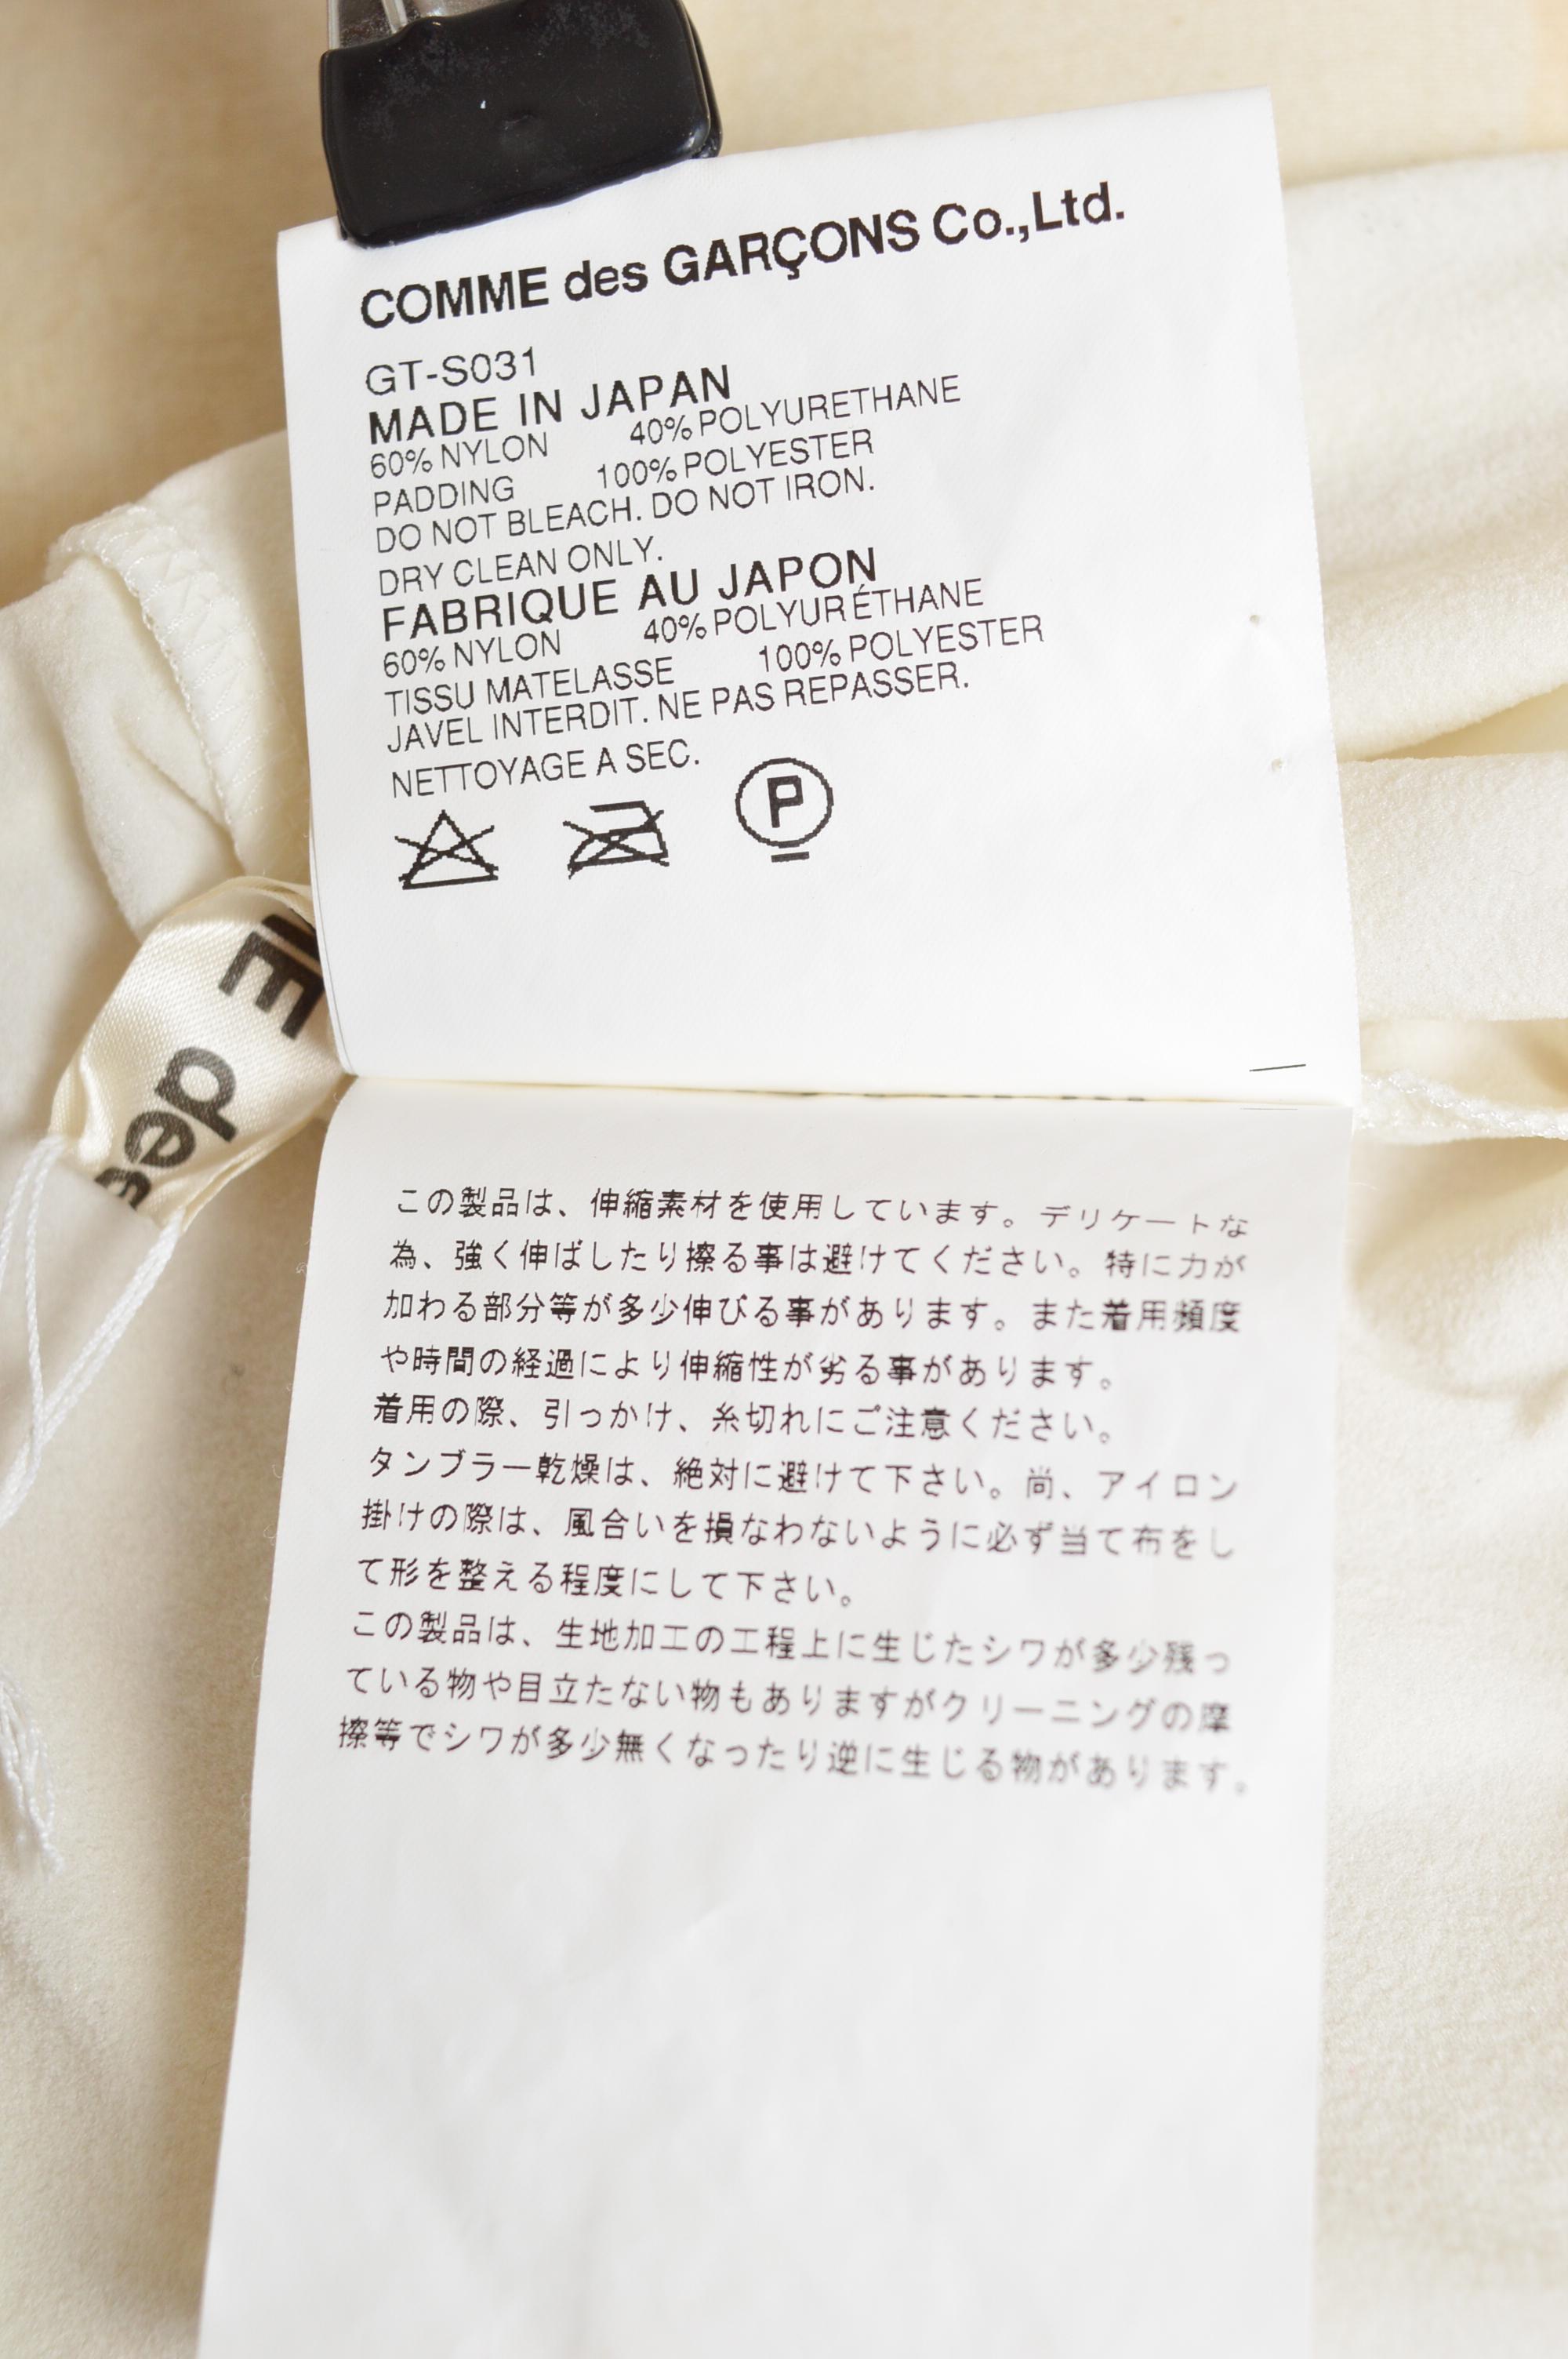 COMME des GARÇONS Co.,Ltd.
GT-S031
MADE IN JAPAN
60% NYLON 40% POLYURETHANE
PADDING 100% POLYESTER
DO NOT BLEACH. DO NOT IRON.
DRY CLEAN ONLY.
FABRIQUE AU JAPON
60% NYLON 40% POLYURÉTHANE
TISSU MATELASSE 100% POLYESTER
JAVEL INTERDIT. NE PAS REPASSER.
NETTOYAGE A SEC.
P
des
この製品は、伸縮素材を使用しています。デリケートな
為、強く伸ばしたり擦る事は避けてください。特に力が
加わる部分等が多少伸びる事があります。また着用頻度
や時間の経過により伸縮性が劣る事があります。
着用の際、引っかけ、糸切れにご注意ください。
タンブラー乾燥は、絶対に避けて下さい。尚、アイロン
掛けの際は、風合いを損なわないように必ず当て布をし
て形を整える程度にして下さい。
この製品は、生地加工の工程上に生じたシワが多少残っ
ている物や目立たない物もありますがクリーニングの摩
擦等でシワが多少無くなったり逆に生じる物があります。